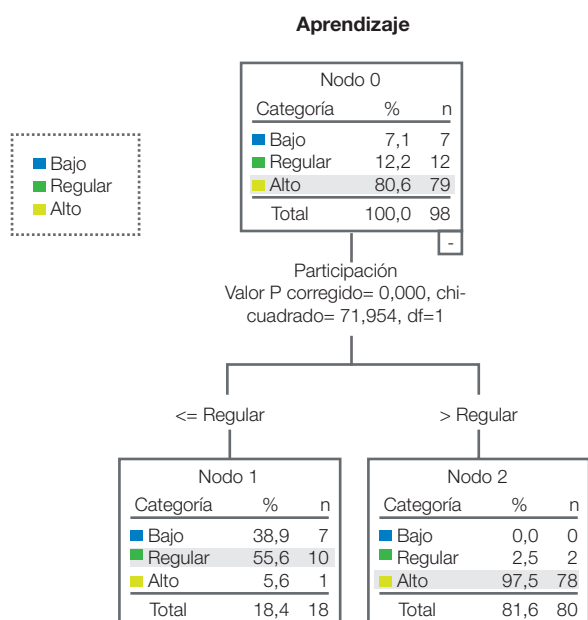 Aprendizaje
Nodo 0
Categoría % n
Bajo 7,1 7
Regular 12,2 12
Alto 80,6 79
Total 100,0 98
-
Bajo
Regular
Alto
Participación
Valor P corregido= 0,000, chi-
cuadrado= 71,954, df=1
<= Regular
> Regular
Nodo 1
Categoría % n
Bajo 38,9 7
Regular 55,6 10
Alto 5,6 1
Total 18,4 18
Nodo 2
Categoría % n
Bajo 0,0 0
Regular 2,5 2
Alto 97,5 78
Total 81,6 80